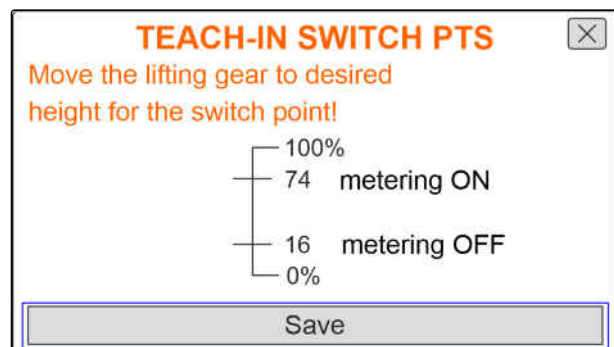 TEACH-IN SWITCH PTS
Move the lifting gear to desired
height for the switch point!
100%
74 metering ON
16 metering OFF
0%
Save